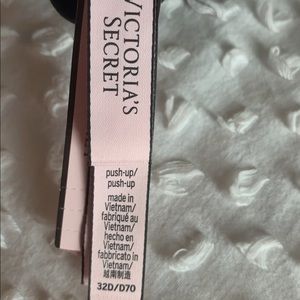 VICTORIA'S
SECRET
push-up/
push-up
made in
Vietnam/
fabriqué au
Vietnam/
hecho en
Vietnam/
fabbricato in
Vietnam/
越南制造
32D/D70